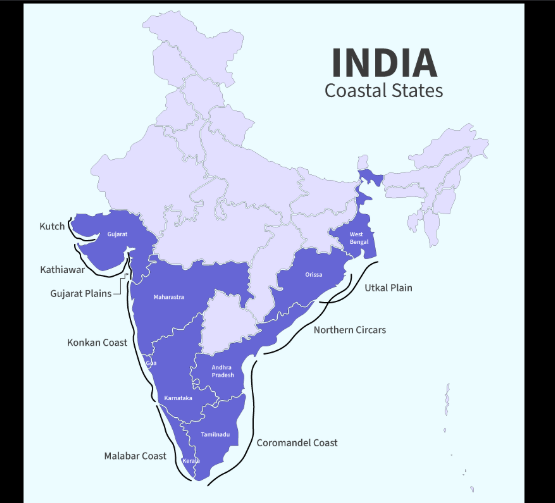 INDIA
Coastal States
Kutch
Gujarat
West
Bengal
Kathiawar
Orissa
Gujarat Plains
Maharastra
Utkal Plain
Northern Circars
Konkan Coast
Goa
Andhra
Pradesh
Karnataka
Tamilnadu
Coromandel Coast
Malabar Coast
Kerala